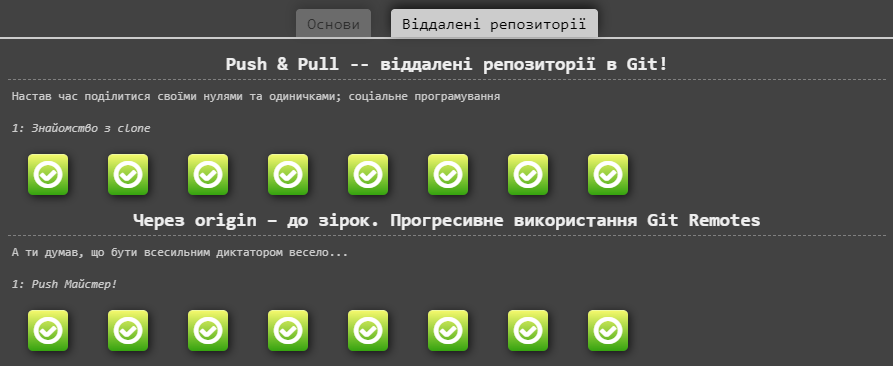 Основи Віддалені репозиторії
Push & Pull -- віддалені репозиторії в Git!
Настав час поділитися своїми нулями та одиничками; соціальне програмування
1: Знайомство з clone
Через origin – до зірок. Прогресивне використання Git Remotes
А ти думав, що бути всесильним диктатором весело...
1: Push Майстер!